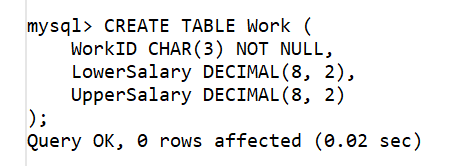 mysql> CREATE TABLE Work (
    WorkID CHAR(3) NOT NULL,
    LowerSalary DECIMAL(8, 2),
    UpperSalary DECIMAL(8, 2)
);
Query OK, 0 rows affected (0.02 sec)